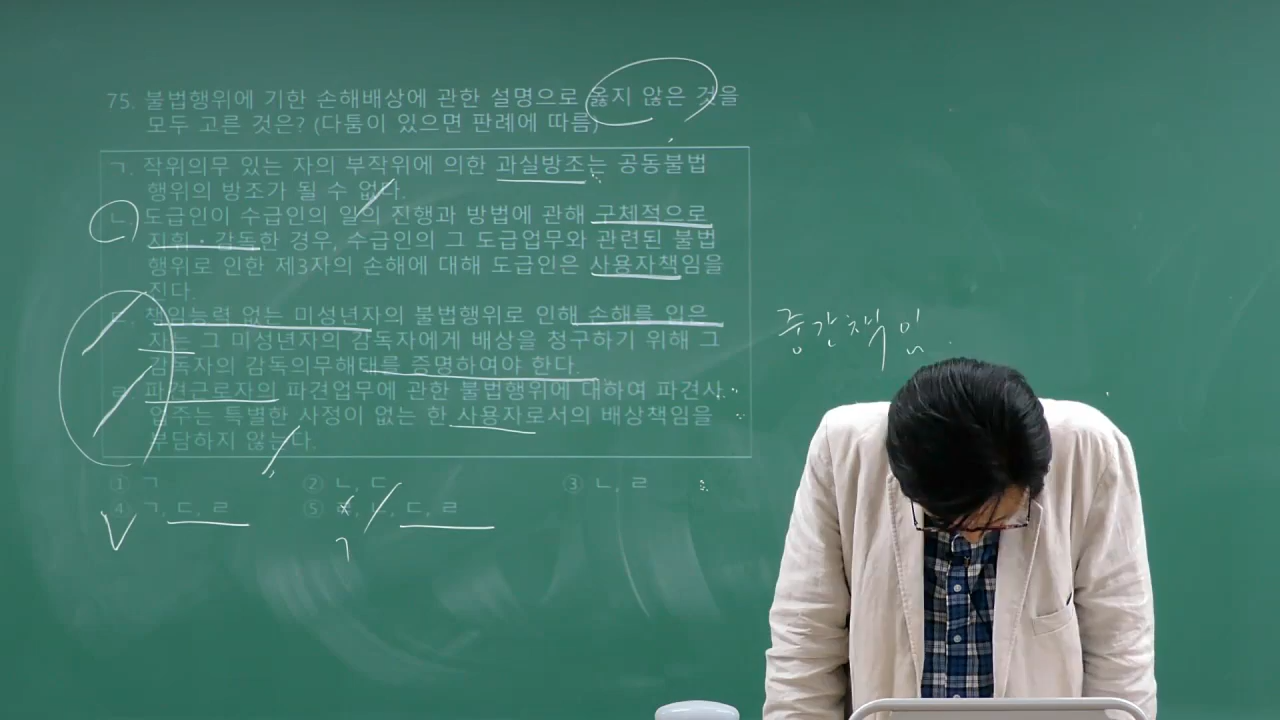 75. 불법행위에 기한 손해배상에 관한 설명으로 옳지 않은 것을
모두 고른 것은? (다툼이 있으면 판례에 따름)
ㄱ. 작위의무 있는 자의 부작위에 의한 과실방조는 공동불법
행위의 방조가 될 수 없다.
ㄴ. 도급인이 수급인의 일의 진행과 방법에 관해 구체적으로
지휘·감독한 경우, 수급인의 그 도급업무와 관련된 불법
행위로 인한 제3자의 손해에 대해 도급인은 사용자책임을
진다.
ㄷ. 책임능력 없는 미성년자의 불법행위로 인해 손해를 입은
자는 그 미성년자의 감독자에게 배상을 청구하기 위해 그
감독자의 감독의무해태를 증명하여야 한다.
ㄹ. 파견근로자의 파견업무에 관한 불법행위에 대하여 파견사
업주는 특별한 사정이 없는 한 사용자로서의 배상책임을
부담하지 않는다.
① ㄱ ② ㄴ, ㄷ ③ ㄴ, ㄹ
④ ㄱ, ㄷ, ㄹ ⑤ ㄴ, ㄷ, ㄹ
ㄱ
중간책임